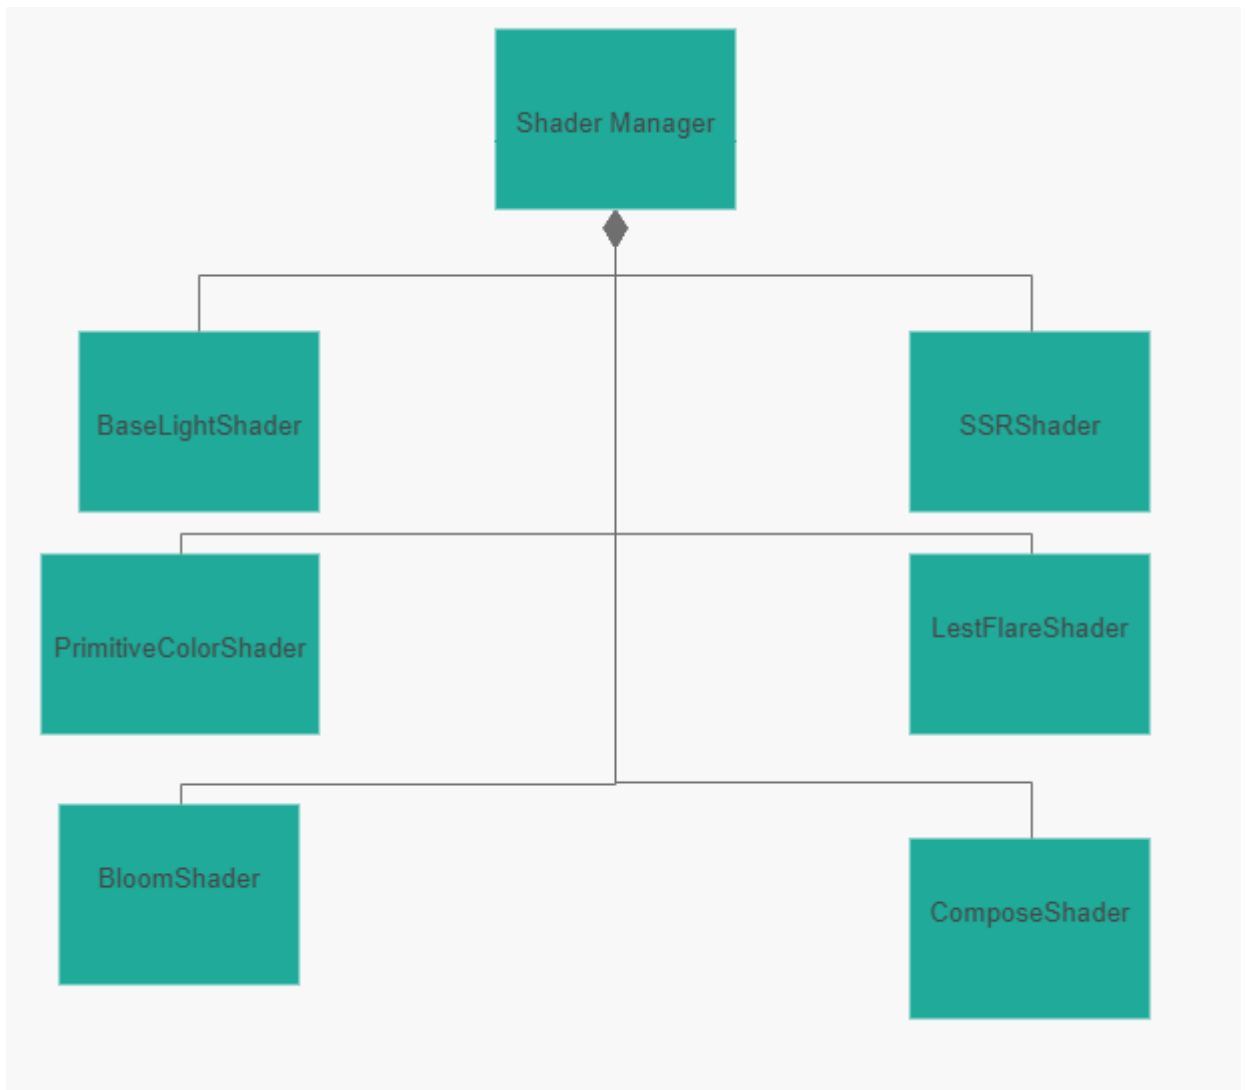 Shader Manager
BaseLightShader
SSRShader
PrimitiveColorShader
LestFlareShader
BloomShader
ComposeShader